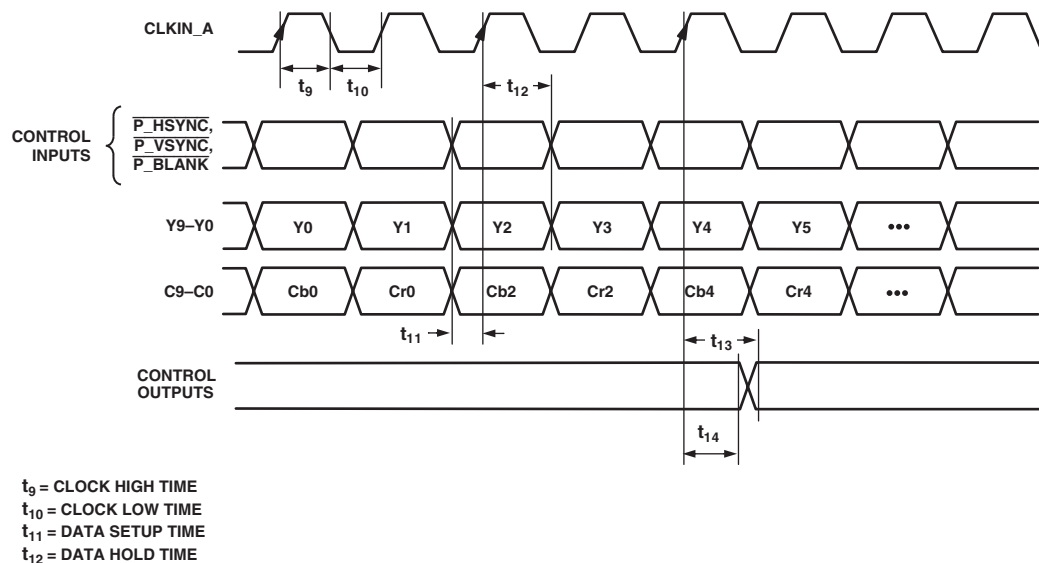 CLKIN_A
t9 t10 t12
CONTROL INPUTS
P_HSYNC,
P_VSYNC,
P_BLANK
Y9–Y0 Y0 Y1 Y2 Y3 Y4 Y5 •••
C9–C0 Cb0 Cr0 Cb2 Cr2 Cb4 Cr4 •••
t11 t13
CONTROL OUTPUTS
t14
t9 = CLOCK HIGH TIME
t10 = CLOCK LOW TIME
t11 = DATA SETUP TIME
t12 = DATA HOLD TIME